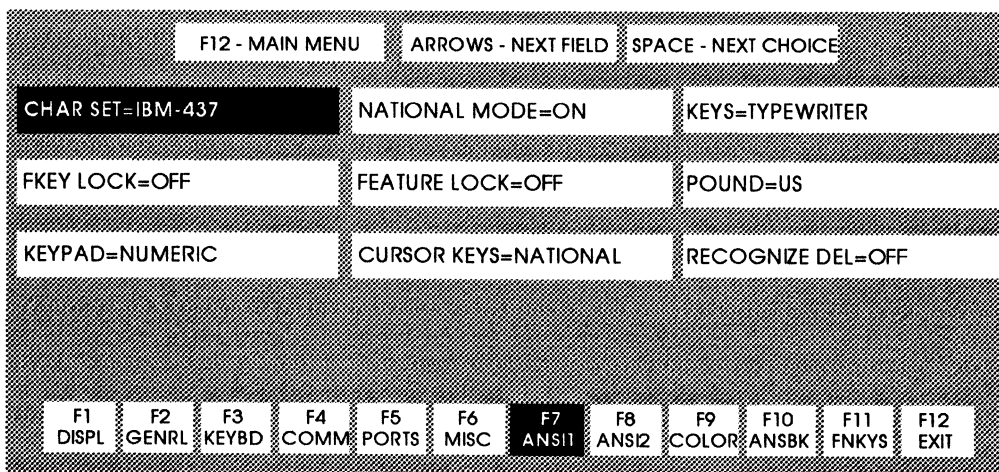 F12 - MAIN MENU ARROWS - NEXT FIELD SPACE - NEXT CHOICE
CHAR SET=IBM-437 NATIONAL MODE=ON KEYS=TYPEWRITER
FKEY LOCK=OFF FEATURE LOCK=OFF POUND=US
KEYPAD=NUMERIC CURSOR KEYS=NATIONAL RECOGNIZE DEL=OFF
F1 F2 F3 F4 F5 F6 F7 F8 F9 F10 F11 F12
DISPL GENRL KEYBD COMM PORTS MISC ANSI1 ANSI2 COLOR ANSBK FNKYS EXIT